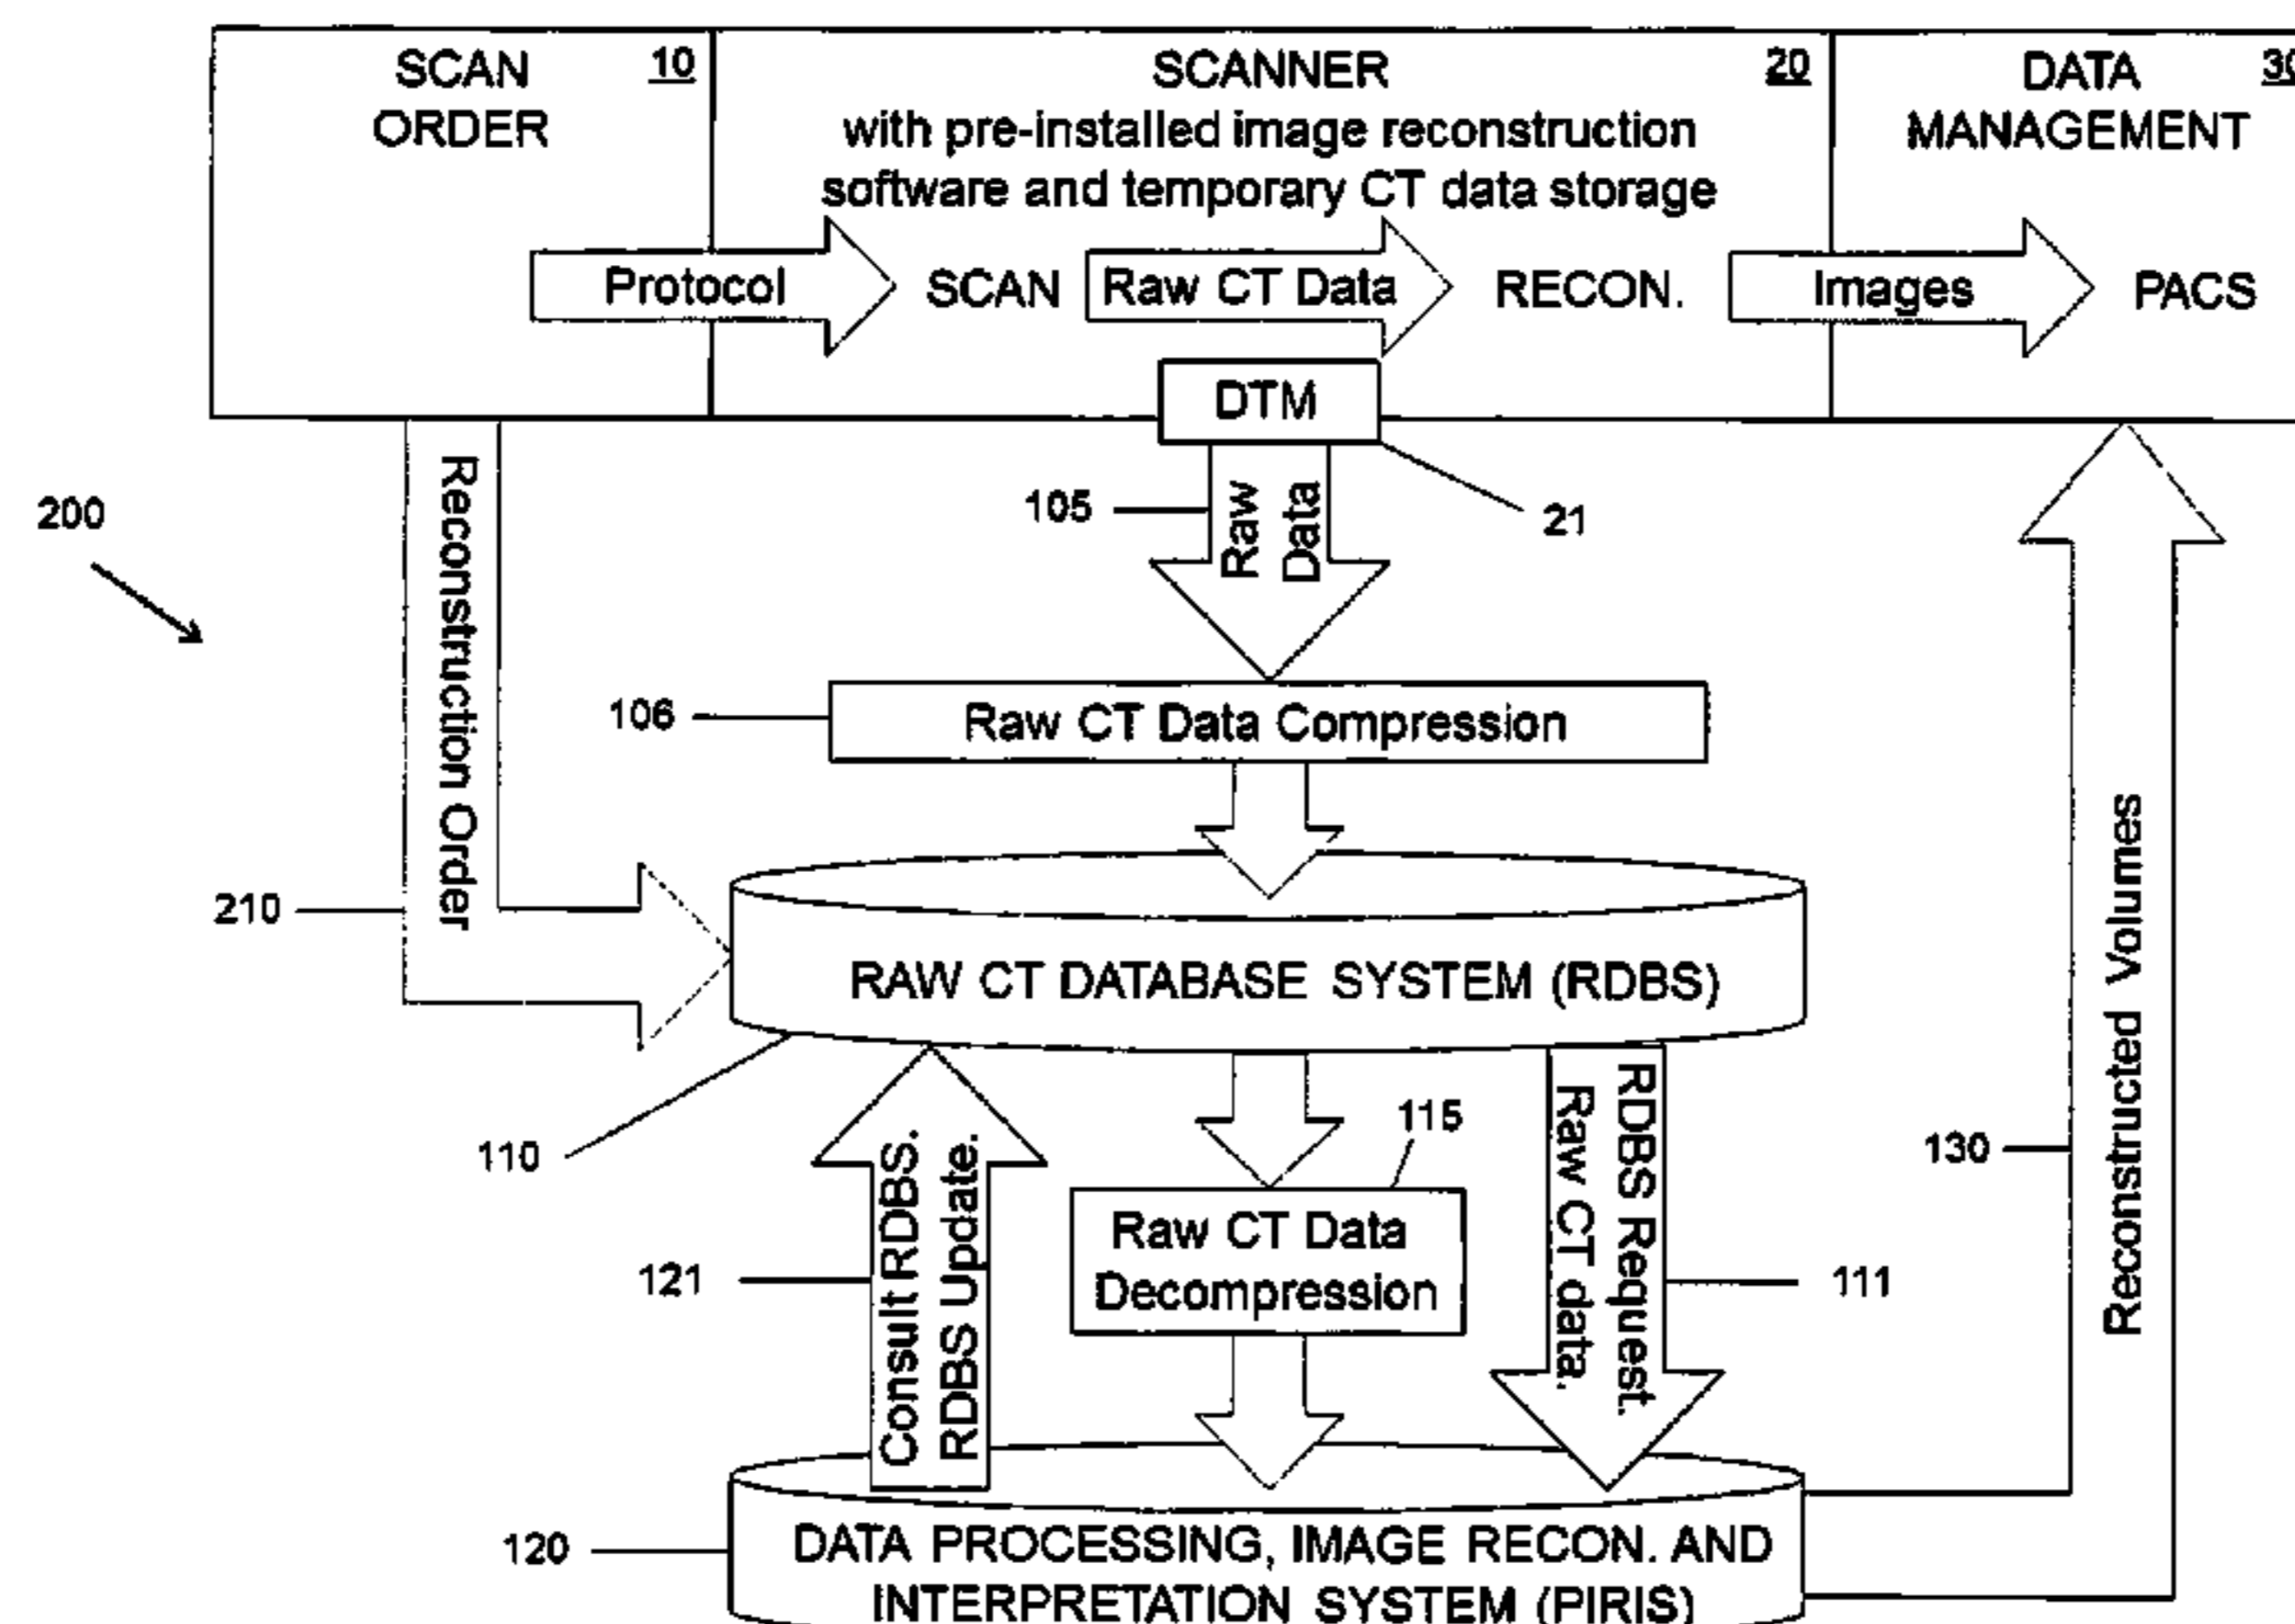 SCAN
ORDER
10
SCANNER
20
with pre-installed image reconstruction
software and temporary CT data storage
DATA
MANAGEMENT
30
Protocol
SCAN
Raw CT Data
RECON.
Images
PACS
DTM
21
105
Raw
Data
200
Reconstruction Order
210
106
Raw CT Data Compression
RAW CT DATABASE SYSTEM (RDBS)
110
115
Consult RDBS.
RDBS Update.
121
Raw CT Data
Decompression
RDBS Request.
Raw CT data.
111
130
Reconstructed Volumes
120
DATA PROCESSING, IMAGE RECON. AND
INTERPRETATION SYSTEM (PIRIS)